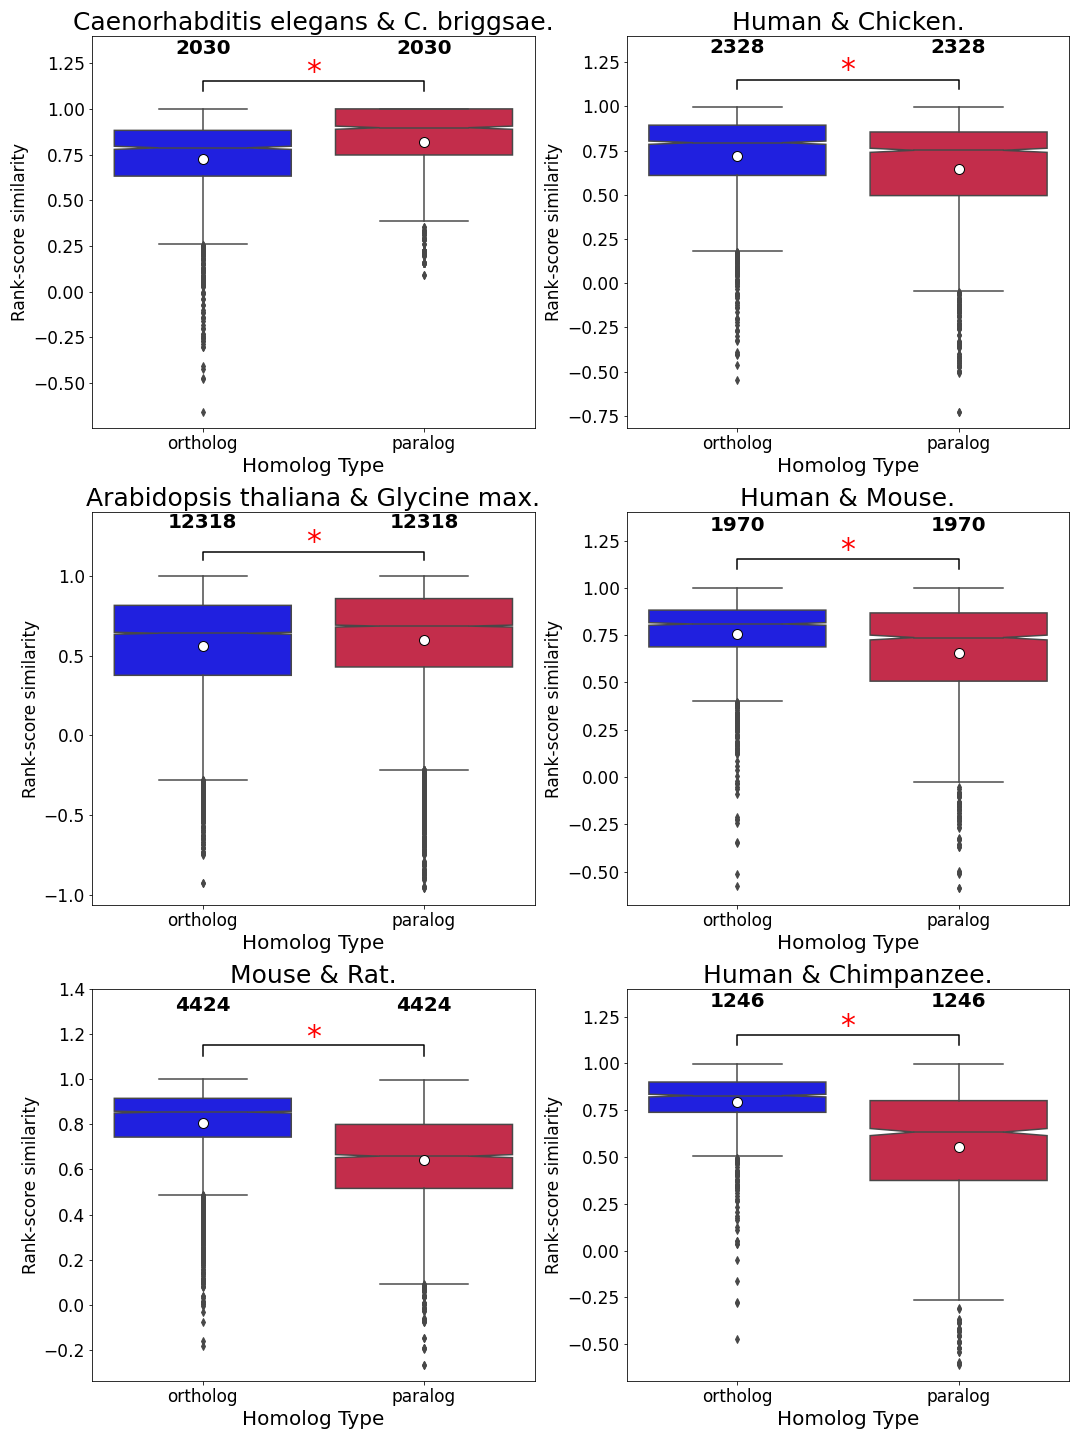 Caenorhabditis elegans & C. briggsae.
2030 2030
*
1.25
1.00
0.75
0.50
0.25
0.00
−0.25
−0.50
Rank-score similarity
ortholog paralog
Homolog Type
Human & Chicken.
2328 2328
*
1.25
1.00
0.75
0.50
0.25
0.00
−0.25
−0.50
−0.75
Rank-score similarity
ortholog paralog
Homolog Type
Arabidopsis thaliana & Glycine max.
12318 12318
*
1.0
0.5
0.0
−0.5
−1.0
Rank-score similarity
ortholog paralog
Homolog Type
Human & Mouse.
1970 1970
*
1.25
1.00
0.75
0.50
0.25
0.00
−0.25
−0.50
Rank-score similarity
ortholog paralog
Homolog Type
Mouse & Rat.
4424 4424
*
1.4
1.2
1.0
0.8
0.6
0.4
0.2
0.0
−0.2
Rank-score similarity
ortholog paralog
Homolog Type
Human & Chimpanzee.
1246 1246
*
1.25
1.00
0.75
0.50
0.25
0.00
−0.25
−0.50
Rank-score similarity
ortholog paralog
Homolog Type